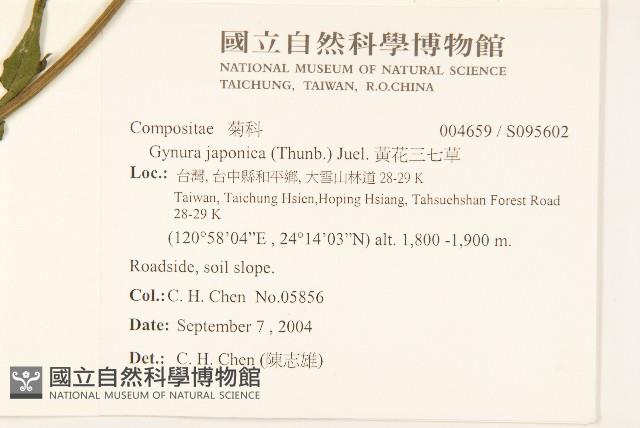 國立自然科學博物館
NATIONAL MUSEUM OF NATURAL SCIENCE
TAICHUNG, TAIWAN, R.O.CHINA
Compositae 菊科 004659 / S095602
Gynura japonica (Thunb.) Juel. 黃花三七草
Loc.: 台灣, 台中縣和平鄉, 大雪山林道 28-29 K
Taiwan, Taichung Hsien,Hoping Hsiang, Tahsuehshan Forest Road
28-29 K
(120°58’04”E , 24°14’03”N) alt. 1,800 -1,900 m.
Roadside, soil slope.
Col.: C. H. Chen No.05856
Date: September 7 , 2004
Det.: C. H. Chen (陳志雄)
國立自然科學博物館
NATIONAL MUSEUM OF NATURAL SCIENCE